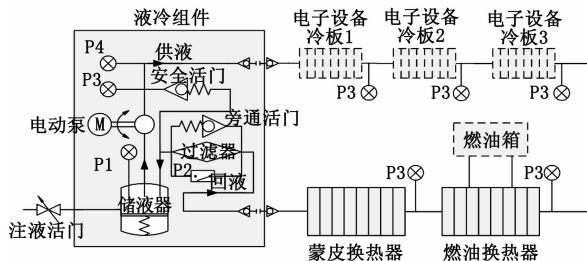 液冷组件
P4
供液
安全活门
P3
电动泵
M
旁通活门
P1
过滤器
P2
回液
储液器
注液活门
电子设备
冷板1
电子设备
冷板2
电子设备
冷板3
P3
P3
P3
燃油箱
P3
P3
蒙皮换热器
燃油换热器